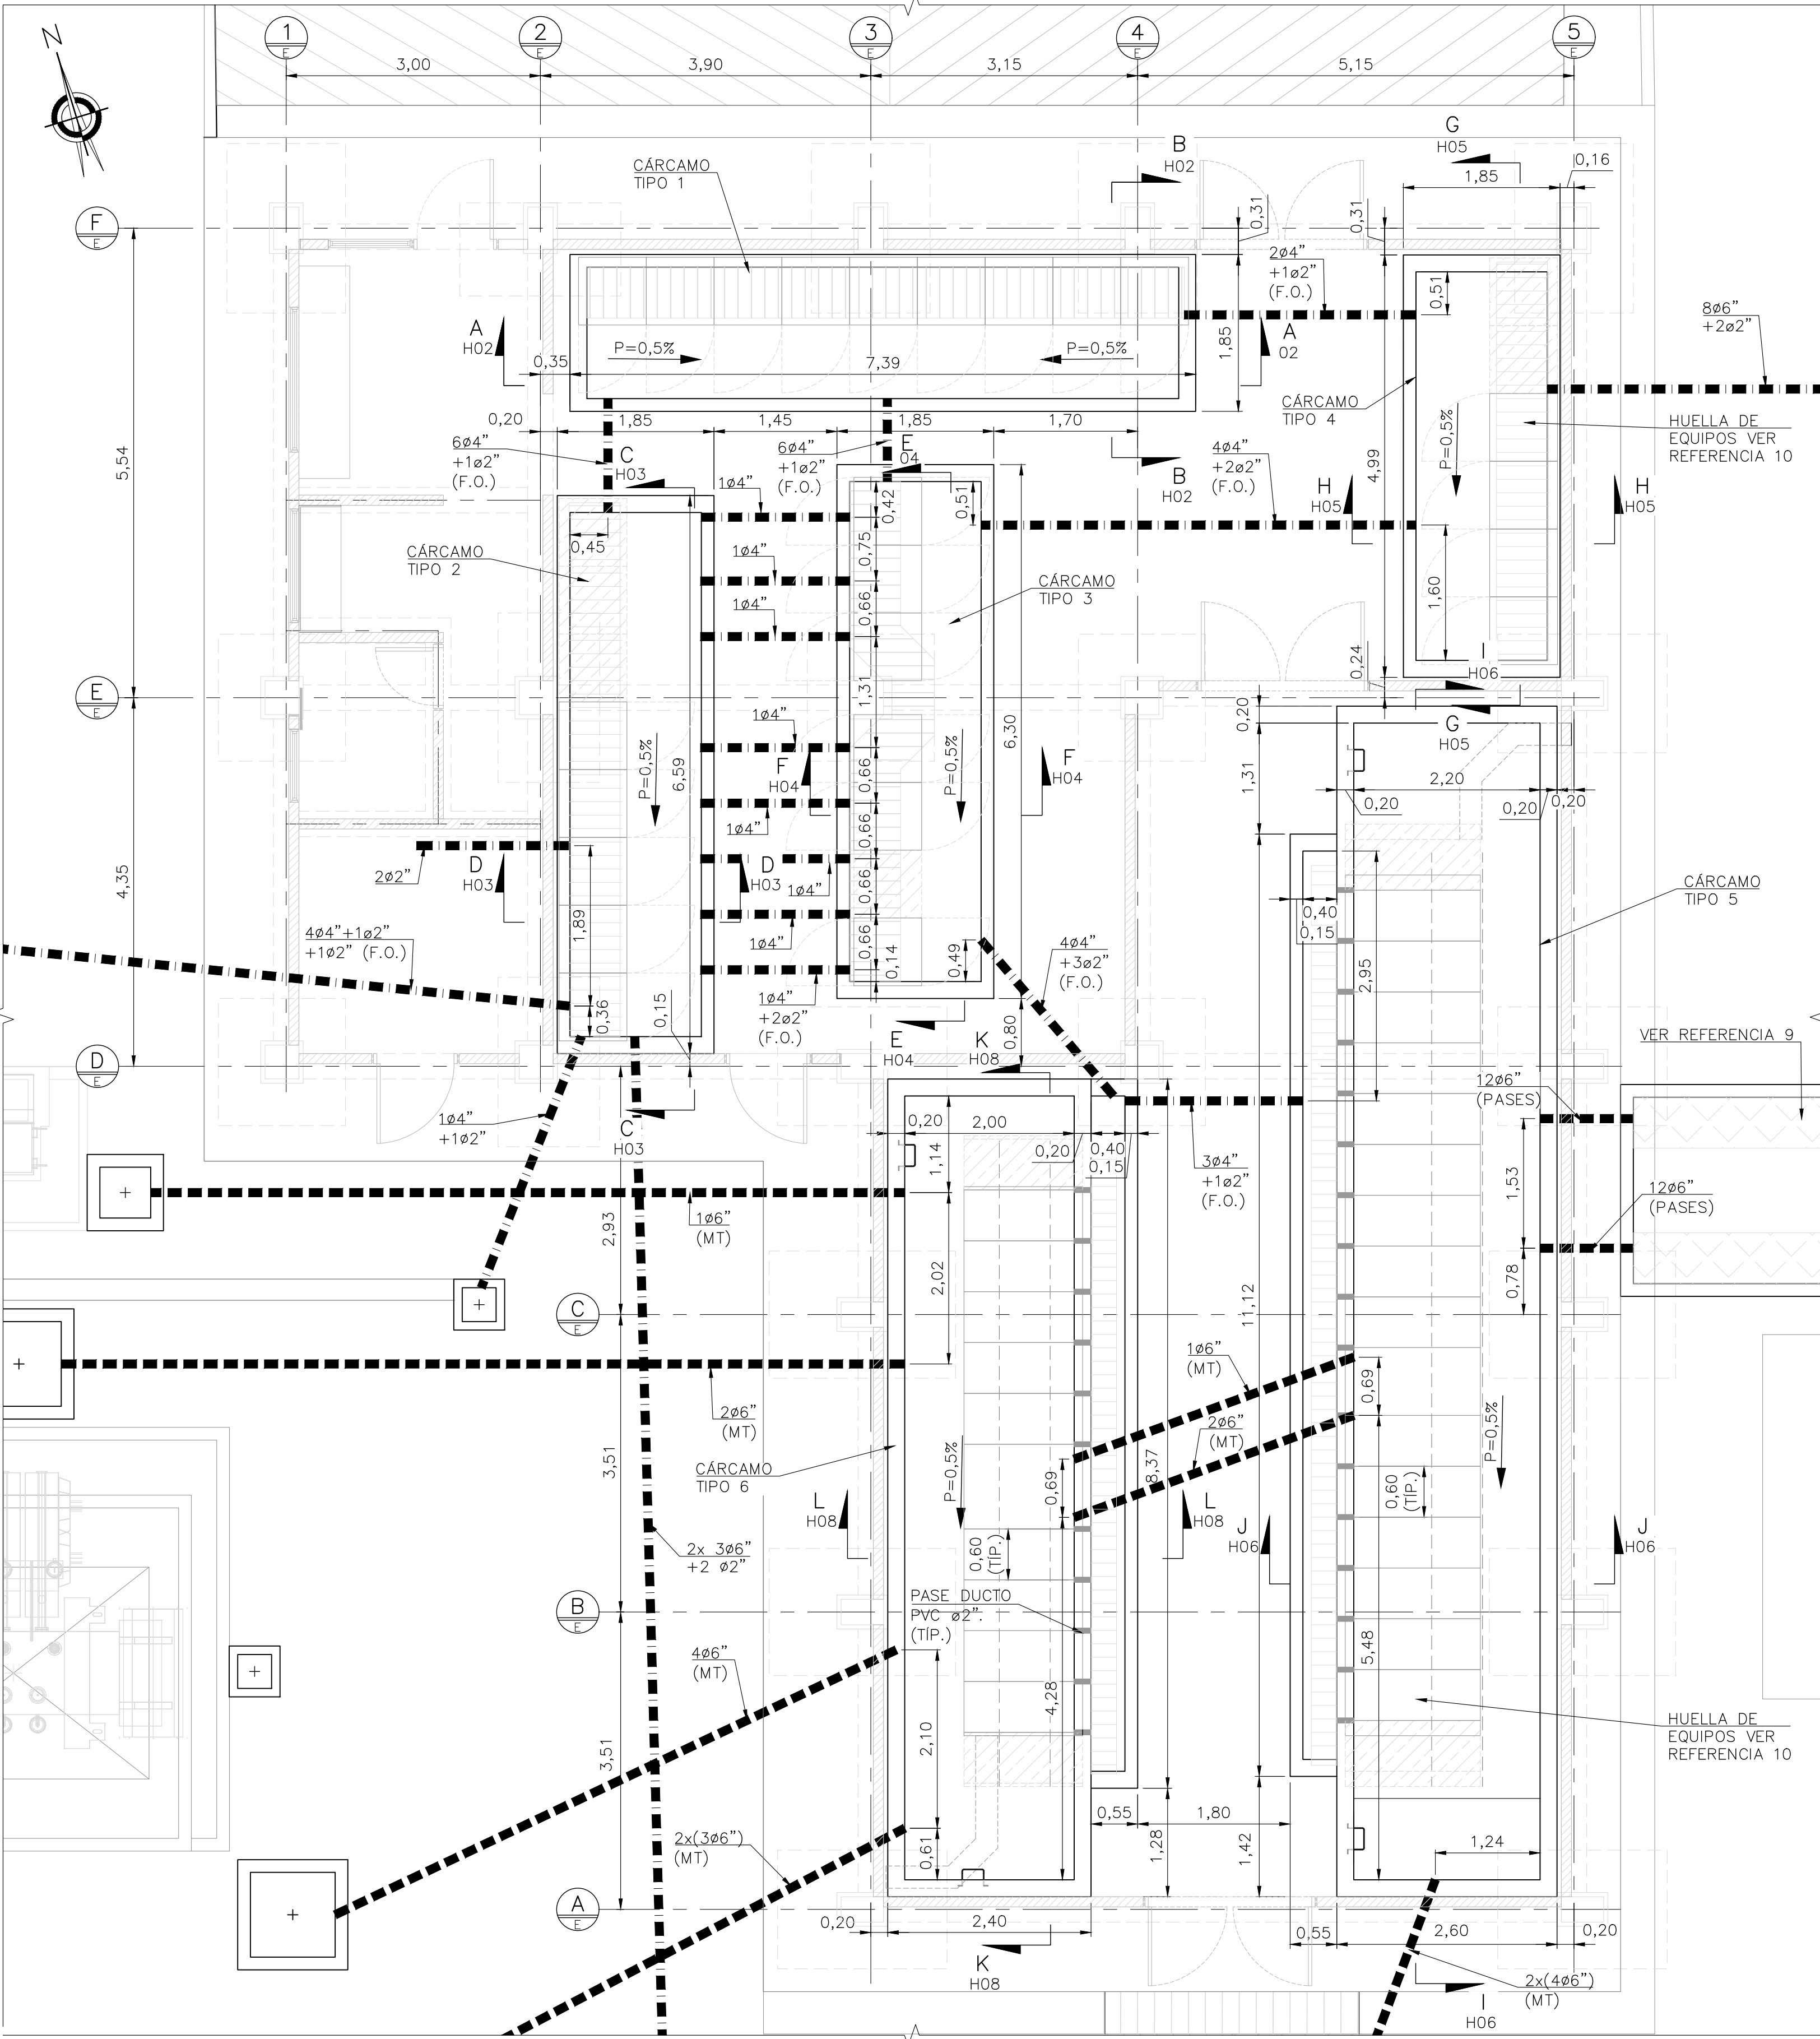 N
1
E
2
E
3
E
4
E
5
E
3,00
3,90
3,15
5,15
G
H05
B
H02
0,16
1,85
CÁRCAMO
TIPO 1
F
E
0,31
0,31
2ø4”
+1ø2”
(F.O.)
0,51
8ø6”
+2ø2”
A
H02
P=0,5%
P=0,5%
A
02
1,85
0,35
7,39
CÁRCAMO
TIPO 4
P=0,5%
HUELLA DE
EQUIPOS VER
REFERENCIA 10
0,20
1,85
1,45
1,85
1,70
6ø4”
+1ø2”
(F.O.)
C
H03
6ø4”
+1ø2”
(F.O.)
E
04
B
H02
4ø4”
+2ø2”
(F.O.)
4,99
H
H05
H
H05
5,54
1ø4”
0,42
0,51
0,45
0,75
CÁRCAMO
TIPO 2
1ø4”
CÁRCAMO
TIPO 3
1ø4”
0,66
1,60
I
H06
0,24
E
E
1,31
0,20
G
H05
1ø4”
6,30
P=0,5%
6,59
F
H04
P=0,5%
F
H04
1,31
2,20
0,20
0,20
0,20
0,66
1ø4”
0,66
2ø2”
D
H03
D
H03
1ø4”
CÁRCAMO
TIPO 5
4,35
0,66
0,40
0,15
1,89
4ø4”+1ø2”
+1ø2” (F.O.)
1ø4”
0,66
0,14
0,49
4ø4”
+3ø2”
(F.O.)
2,95
0,36
0,15
1ø4”
+2ø2”
(F.O.)
0,80
E
H04
K
H08
VER REFERENCIA 9
D
E
12ø6”
(PASES)
1ø4”
+1ø2”
C
H03
0,20
2,00
0,20
0,40
0,15
1,14
3ø4”
+1ø2”
(F.O.)
1,53
12ø6”
(PASES)
1ø6”
(MT)
2,93
2,02
0,78
C
E
11,12
1ø6”
(MT)
0,69
2ø6”
(MT)
2ø6”
(MT)
3,51
CÁRCAMO
TIPO 6
P=0,5%
8,37
0,69
P=0,5%
0,60
(TÍP.)
L
H08
L
H08
J
H06
J
H06
2x 3ø6”
+2 ø2”
0,60
(TÍP.)
B
E
PASE DUCTO
PVC ø2”.
(TÍP.)
4ø6”
(MT)
5,48
4,28
2,10
3,51
HUELLA DE
EQUIPOS VER
REFERENCIA 10
0,55
1,80
2x(3ø6”)
(MT)
0,61
1,28
1,42
1,24
A
E
0,20
2,40
0,55
2,60
0,20
K
H08
2x(4ø6”)
(MT)
I
H06